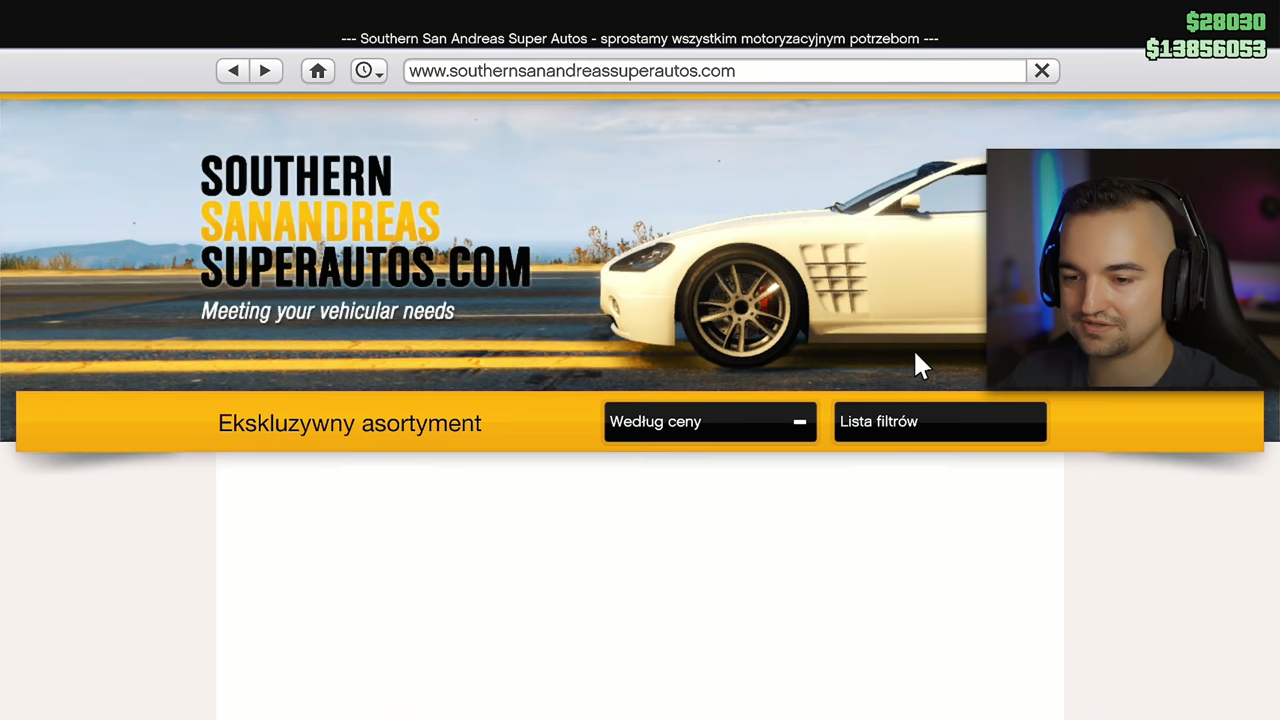 $28030
--- Southern San Andreas Super Autos - sprostamy wszystkim motoryzacyjnym potrzebom ---
$13856053
www.southernsanandreassuperautos.com
SOUTHERN
SANANDREAS
SUPERAUTOS.COM
Meeting your vehicular needs
Ekskluzywny asortyment
Według ceny
Lista filtrów